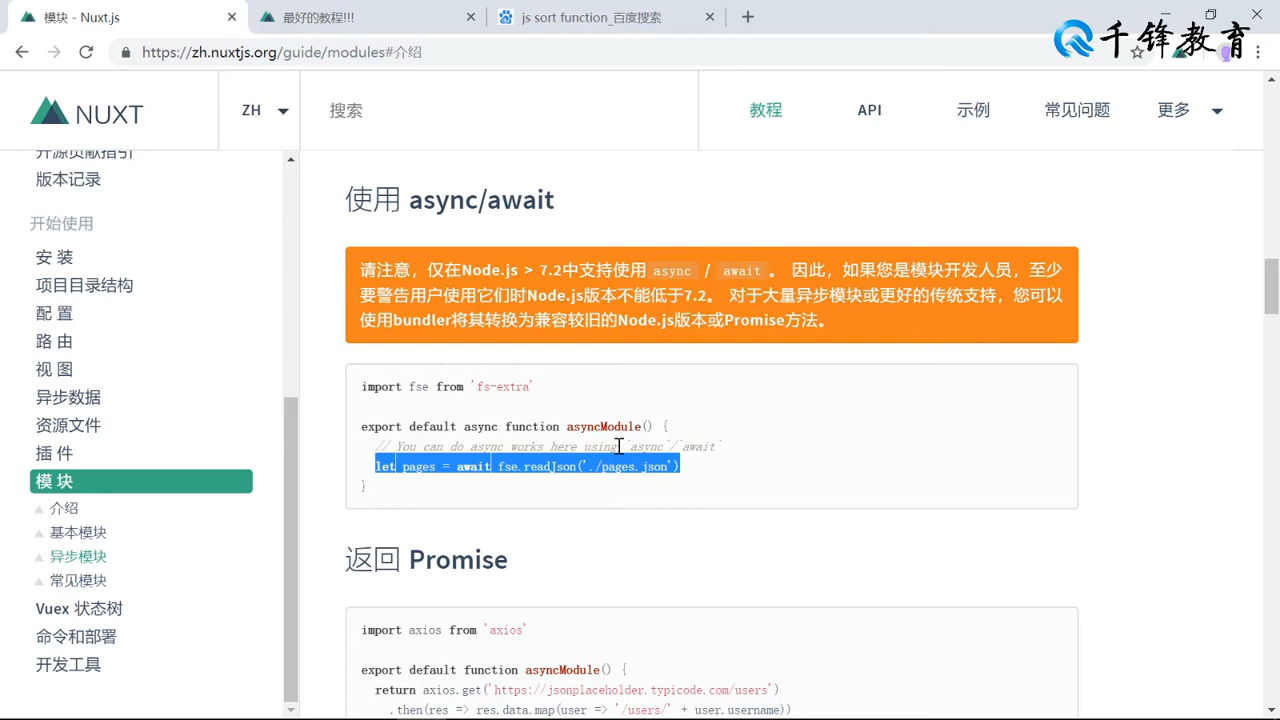 模块 - Nuxt.js
最好的教程!!!
js sort function_百度搜索
https://zh.nuxtjs.org/guide/modules#介绍
千锋教育
NUXT
ZH
搜索
教程
API
示例
常见问题
更多
开源贡献指引
版本记录
开始使用
安 装
项目目录结构
配 置
路 由
视 图
异步数据
资源文件
插 件
模 块
介绍
基本模块
异步模块
常见模块
Vuex 状态树
命令和部署
开发工具
使用 async/await
请注意，仅在Node.js > 7.2中支持使用 async / await 。 因此，如果您是模块开发人员，至少
要警告用户使用它们时Node.js版本不能低于7.2。 对于大量异步模块或更好的传统支持，您可以
使用bundler将其转换为兼容较旧的Node.js版本或Promise方法。
import fse from 'fs-extra'
export default async function asyncModule() {
// You can do async works here using `async`/`await`
let pages = await fse.readJson('./pages.json')
}
返回 Promise
import axios from 'axios'
export default function asyncModule() {
return axios.get('https://jsonplaceholder.typicode.com/users')
.then(res => res.data.map(user => '/users/' + user.username))